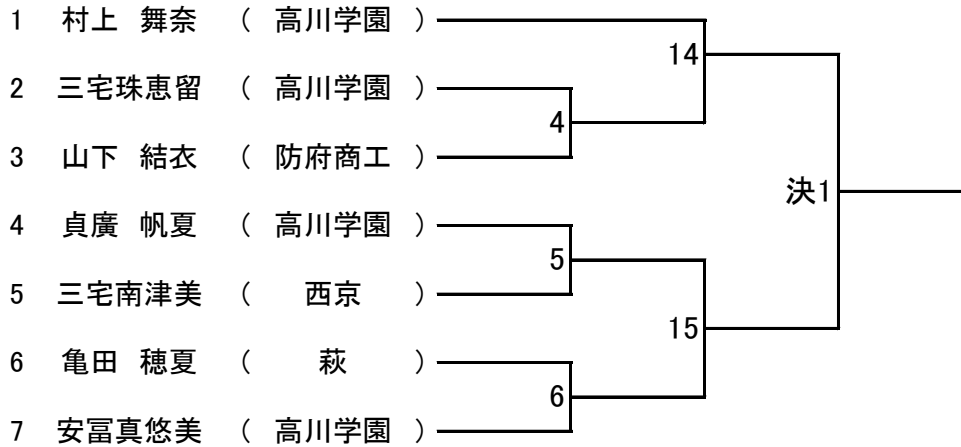 1 村上 舞奈 ( 高川学園 )
14
2 三宅珠恵留 ( 高川学園 )
4
3 山下 結衣 ( 防府商工 )
決1
4 貞廣 帆夏 ( 高川学園 )
5
5 三宅南津美 ( 西京 )
15
6 亀田 穂夏 ( 萩 )
6
7 安冨真悠美 ( 高川学園 )